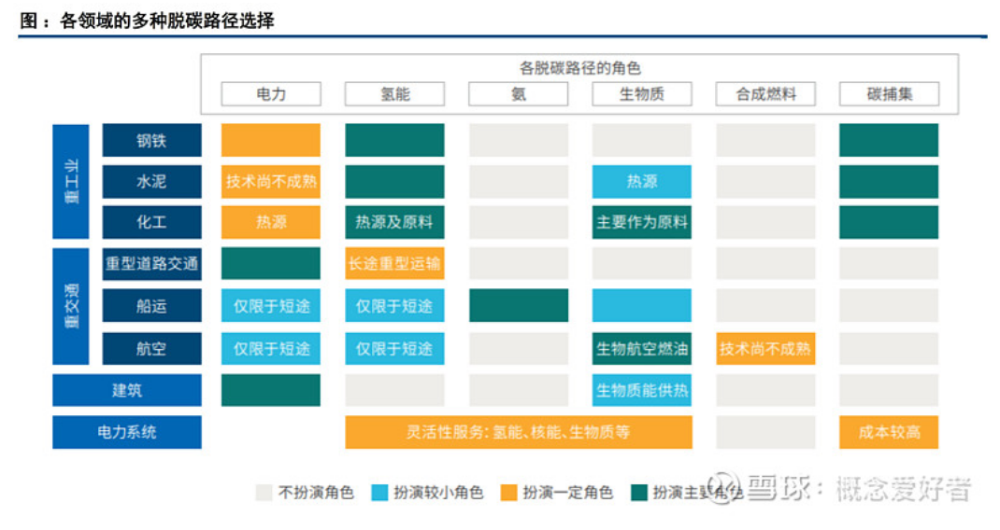 图：各领域的多种脱碳路径选择
各脱碳路径的角色
电力 氢能 氨 生物质 合成燃料 碳捕集
重工业
钢铁
水泥 技术尚不成熟 热源
化工 热源 热源及原料 主要作为原料
重交通
重型道路交通 长途重型运输
船运 仅限于短途 仅限于短途
航空 仅限于短途 仅限于短途 生物航空燃油 技术尚不成熟
建筑 生物质能供热
电力系统 灵活性服务：氢能、核能、生物质等 成本较高
不扮演角色 扮演较小角色 扮演一定角色 扮演主要角色
雪球：概念爱好者